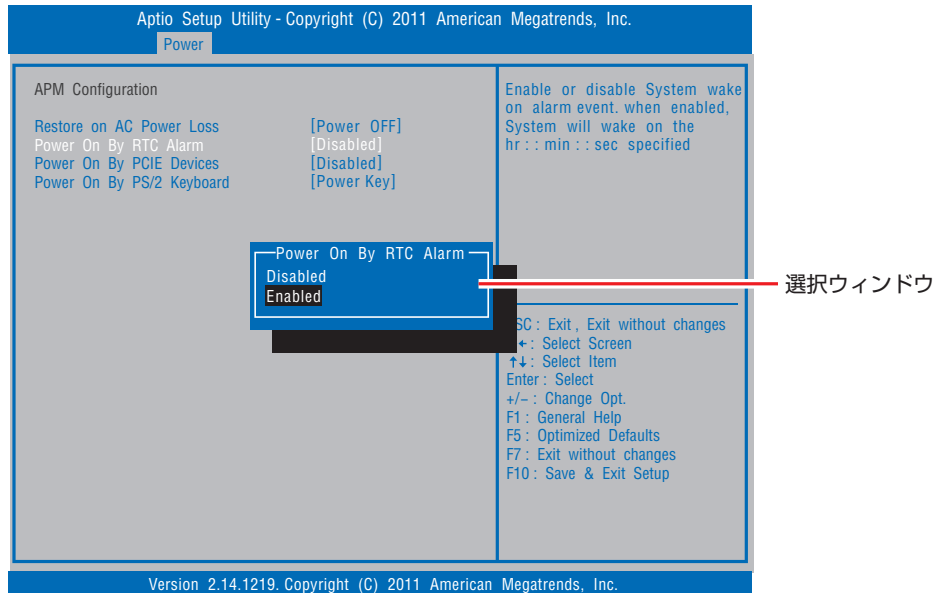 Aptio Setup Utility - Copyright (C) 2011 American Megatrends, Inc.
Power
APM Configuration
Restore on AC Power Loss [Power OFF]
Power On By RTC Alarm [Disabled]
Power On By PCIE Devices [Disabled]
Power On By PS/2 Keyboard [Power Key]
Enable or disable System wake
on alarm event. when enabled,
System will wake on the
hr : : min : : sec specified
Power On By RTC Alarm
Disabled
Enabled
選択ウィンドウ
SC : Exit , Exit without changes
←: Select Screen
↑↓ : Select Item
Enter : Select
+/− : Change Opt.
F1 : General Help
F5 : Optimized Defaults
F7 : Exit without changes
F10 : Save & Exit Setup
Version 2.14.1219. Copyright (C) 2011 American Megatrends, Inc.